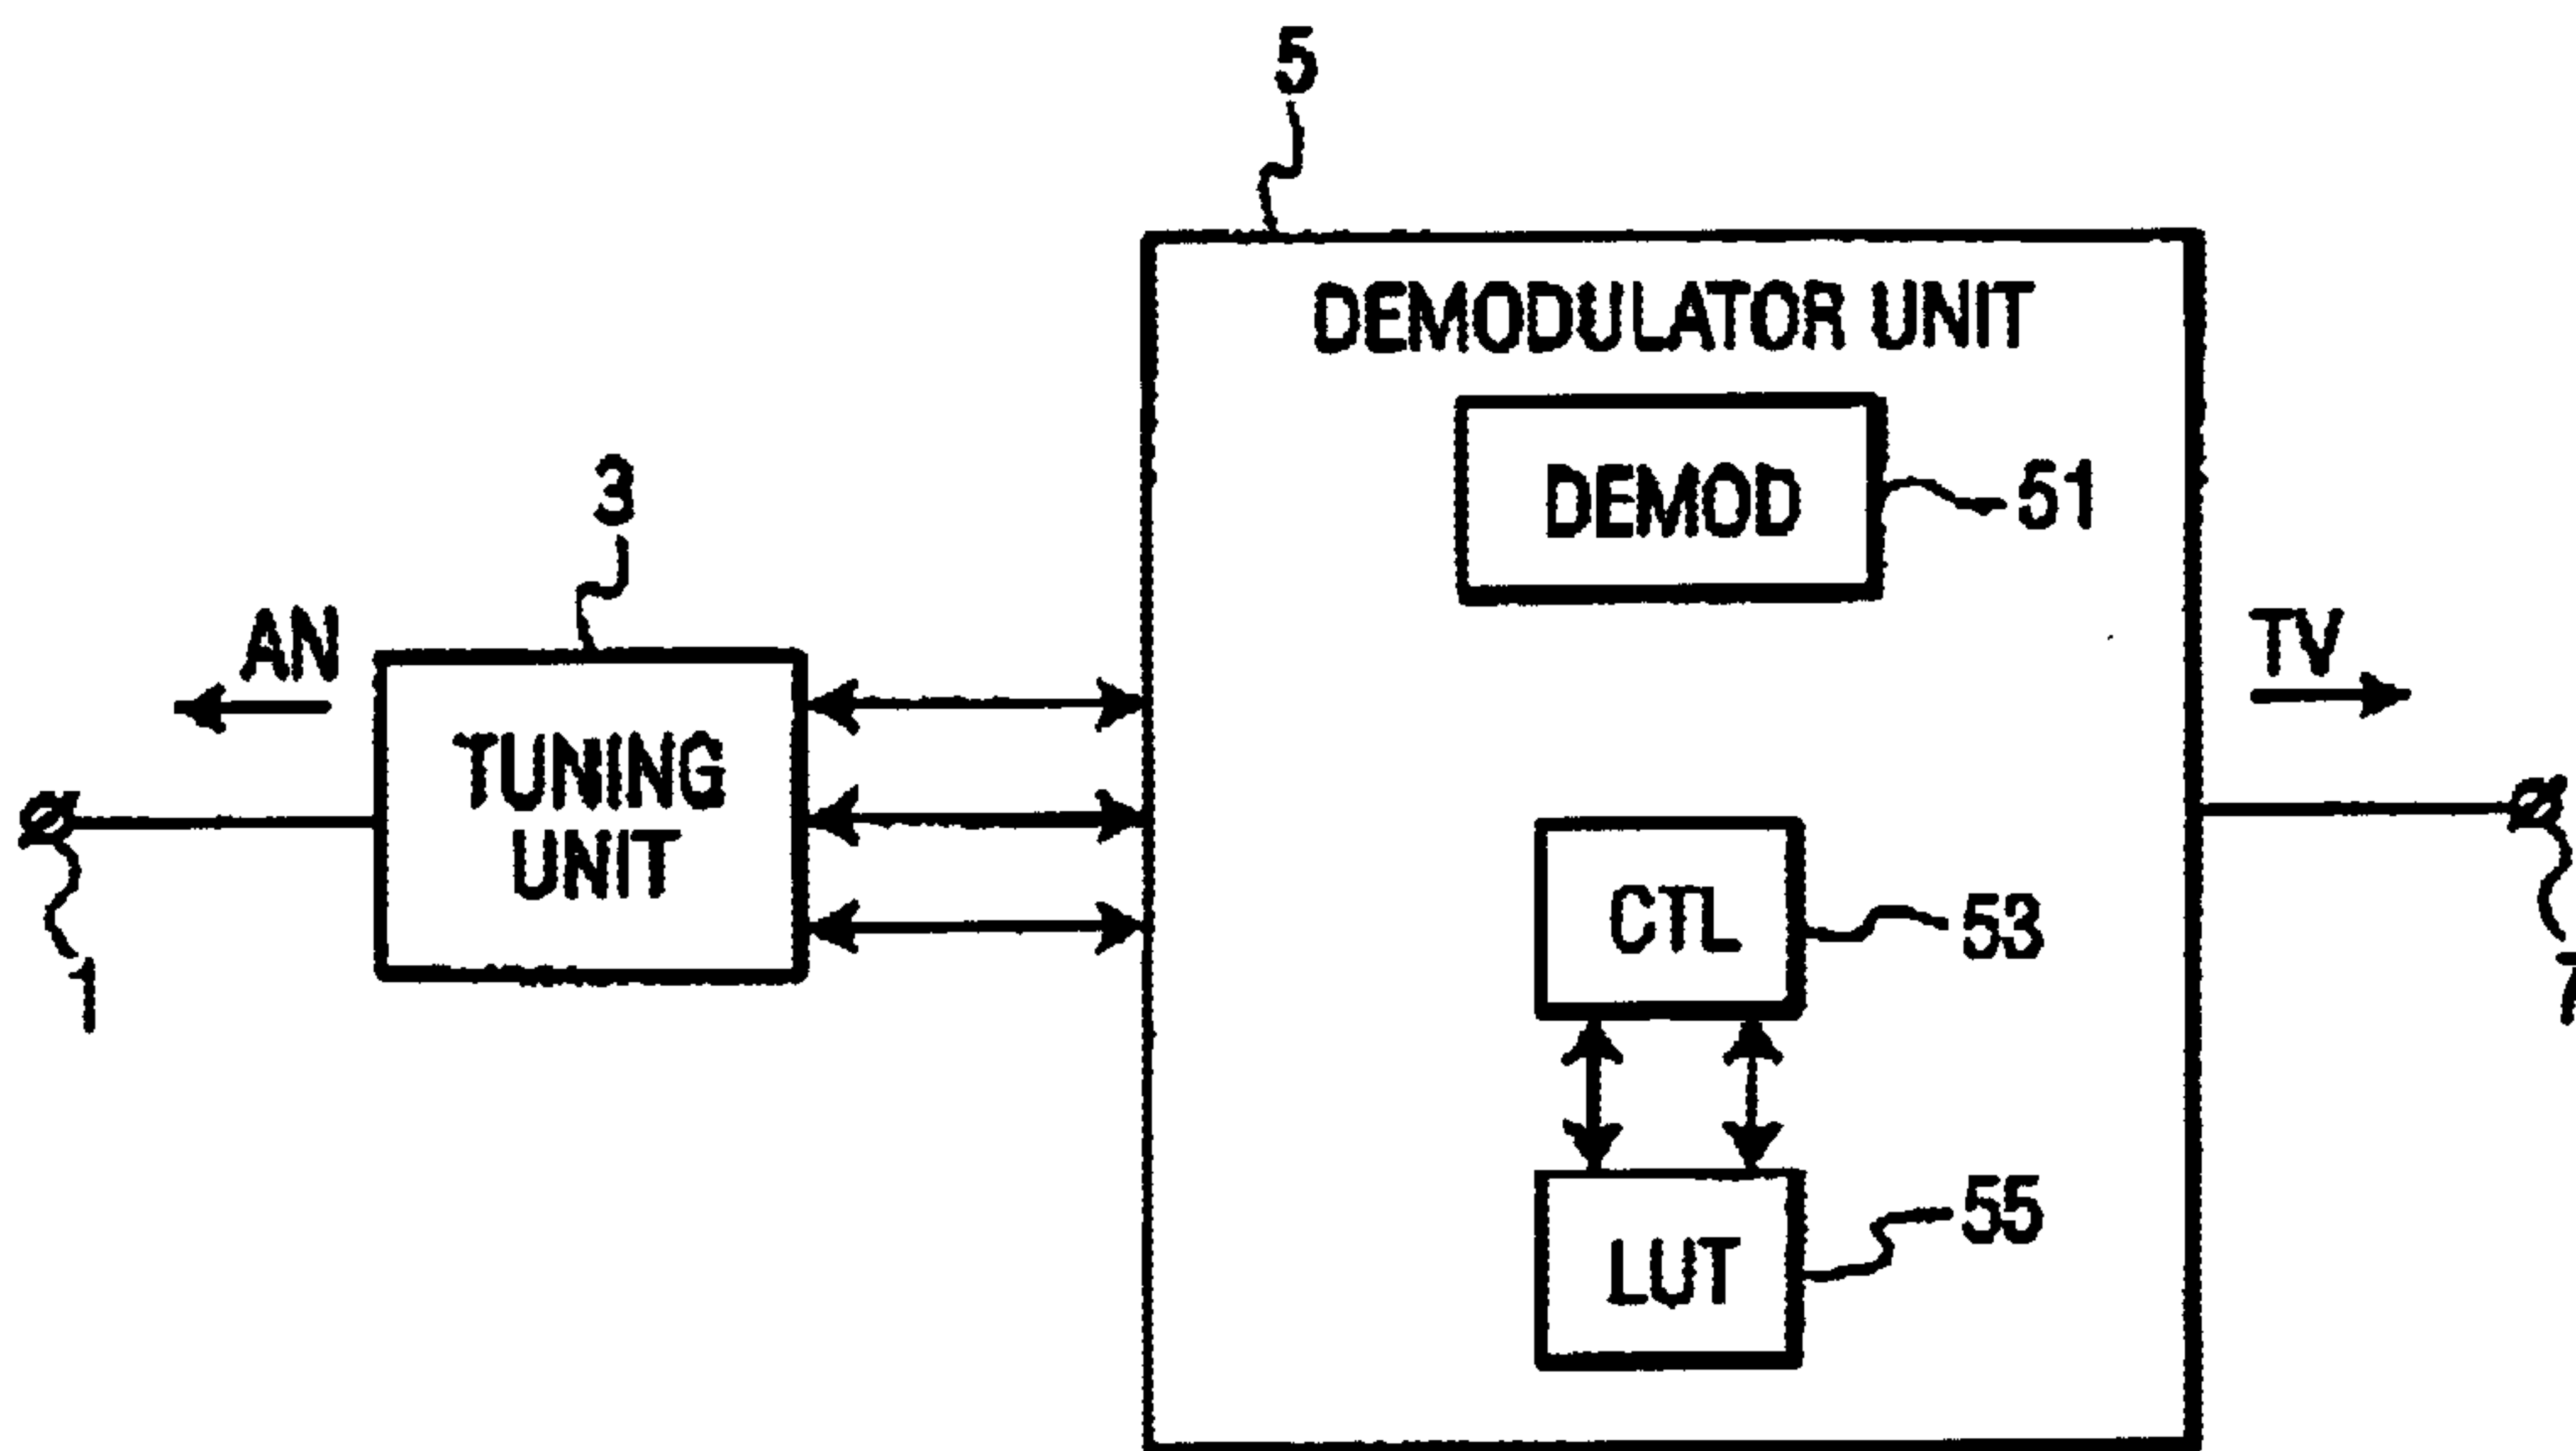 5
DEMODULATOR UNIT
DEMOD
51
3
AN
TUNING
UNIT
TV
1
CTL
53
7
LUT
55